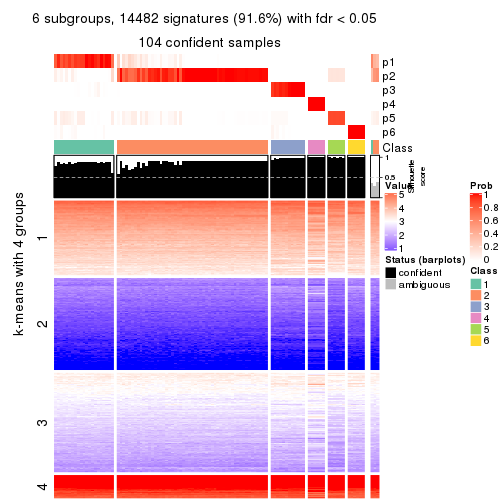 6 subgroups, 14482 signatures (91.6%) with fdr < 0.05
104 confident samples
p1
p2
p3
p4
p5
p6
Class
1
0.5
0
Silhouette
score
k-means with 4 groups
1
2
3
4
Value
5
4
3
2
1
Status (barplots)
confident
ambiguous
Prob
1
0.8
0.6
0.4
0.2
0
Class
1
2
3
4
5
6